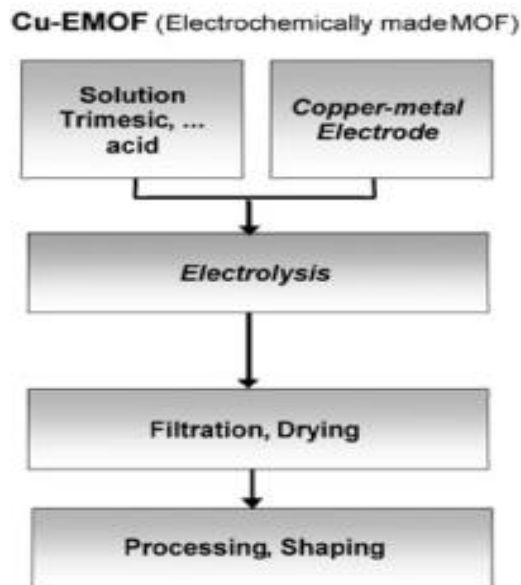 Cu-EMOF (Electrochemically made MOF)
Solution
Trimesic, ...
acid
Copper-metal
Electrode
Electrolysis
Filtration, Drying
Processing, Shaping